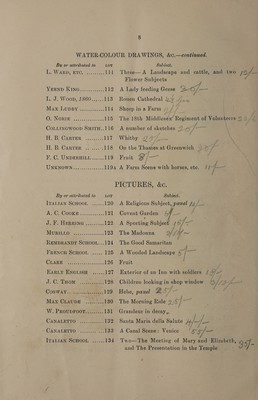 8
WATER-COLOUR DRAWINGS, &C.—continued.
By or attributed to LOT Subject.
L. WARD, ETC. ..........111 Three—A Landscape and cattle, and two
Flower Subjects
YREND KING..............112 A Lady feeding Geese
L. J. WOOD, 1890......113 Rouen Cathedral
MAX LUDBY ..............114 Sheep in a Farm
O. NORIE ..................115 The 18th Middlesex Regiment of Volunteers
COLLINGWOOD SMITH..116 A number of sketches
H. B. CARTER ..........117 Whitby
H. B. CARTER ..........118 On the Thames at Greenwich
F. C. UNDERHILL ......119 Fruit
UNKNOWN................119A A Farm Scene with horses, etc.
PICTURES, &c.
By or attributed to LOT Subject.
ITALIAN SCHOOL ......120 A Religious Subject, panel
A. C. COOKE ............121 Covent Garden
J. F. HERRING ..........122 A Sporting Subject
MURILLO ................123 The Madonna
REMBRANDT SCHOOL..124 The Good Samaritan
FRENCH SCHOOL ......125 A Wooded Landscape
CLARE ....................126 Fruit
EARLY ENGLISH ......127 Exterior of an Inn with soldiers
J. C. THOM ..............128 Children looking in shop window
COSWAY..................129 Hebe, panel
MAX CLAUDE ..........130 The Morning Ride
W. PROUDFOOT..........131 Grandeur in decay
CANALETTO ............132 Santa Maria della Salute
CANALETTO ............133 A Canal Scene: Venice
ITALIAN SCHOOL ......134 Two—The Meeting of Mary and Elizabeth,
and The Presentation in the Temple